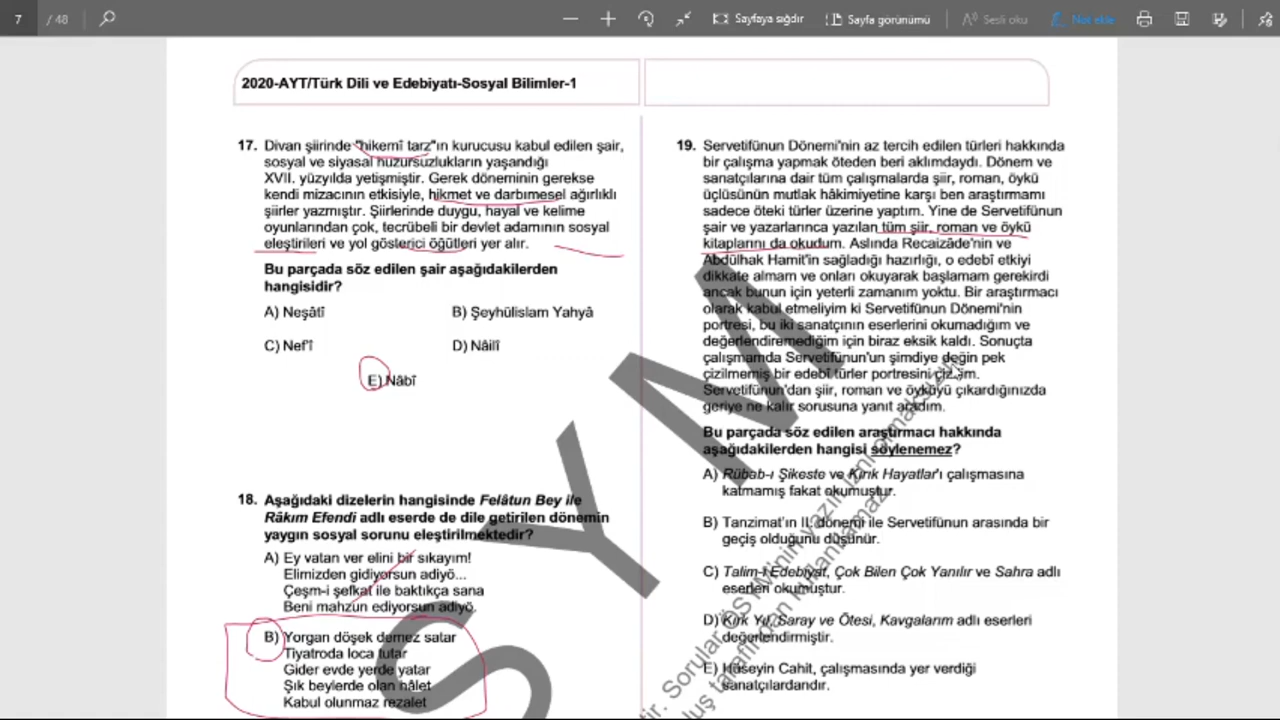 7 / 48
Sayfaya sığdır
Sayfa görünümü
Sesli oku
Not ekle
2020-AYT/Türk Dili ve Edebiyatı-Sosyal Bilimler-1
17. Divan şiirinde "hikemî tarz"ın kurucusu kabul edilen şair,
sosyal ve siyasal huzursuzlukların yaşandığı
XVII. yüzyılda yetişmiştir. Gerek döneminin gerekse
kendi mizacının etkisiyle, hikmet ve darbımesel ağırlıklı
şiirler yazmıştır. Şiirlerinde duygu, hayal ve kelime
oyunlarından çok, tecrübeli bir devlet adamının sosyal
eleştirileri ve yol gösterici öğütleri yer alır.
Bu parçada söz edilen şair aşağıdakilerden
hangisidir?
A) Neşâtî
B) Şeyhülislam Yahyâ
C) Nef'î
D) Nâilî
E) Nâbî
18. Aşağıdaki dizelerin hangisinde Felâtun Bey ile
Râkım Efendi adlı eserde de dile getirilen dönemin
yaygın sosyal sorunu eleştirilmektedir?
A) Ey vatan ver elini bir sıkayım!
Elimizden gidiyorsun adiyö...
Çeşm-i şefkat ile baktıkça sana
Beni mahzun ediyorsun adiyö.
B) Yorgan döşek demez satar
Tiyatroda loca tutar
Gider evde yerde yatar
Şık beylerde olan hâlet
Kabul olunmaz rezalet
19. Servetifünun Dönemi'nin az tercih edilen türleri hakkında
bir çalışma yapmak öteden beri aklımdaydı. Dönem ve
sanatçılarına dair tüm çalışmalarda şiir, roman, öykü
üçlüsünün mutlak hâkimiyetine karşı ben araştırmamı
sadece öteki türler üzerine yaptım. Yine de Servetifünun
şair ve yazarlarınca yazılan tüm şiir, roman ve öykü
kitaplarını da okudum. Aslında Recaizâde'nin ve
Abdülhak Hamit'in sağladığı hazırlığı, o edebî etkiyi
dikkate almam ve onları okuyarak başlamam gerekirdi
ancak bunun için yeterli zamanım yoktu. Bir araştırmacı
olarak kabul etmeliyim ki Servetifünun Dönemi'nin
portresi, bu iki sanatçının eserlerini okumadığım ve
değerlendiremediğim için biraz eksik kaldı. Sonuçta
çalışmamda Servetifünun'un şimdiye değin pek
çizilmemiş bir edebî türler portresini çizdim.
Servetifünun'dan şiir, roman ve öyküyü çıkardığınızda
geriye ne kalır sorusuna yanıt aradım.
Bu parçada söz edilen araştırmacı hakkında
aşağıdakilerden hangisi söylenemez?
A) Rübab-ı Şikeste ve Kırık Hayatlar'ı çalışmasına
katmamış fakat okumuştur.
B) Tanzimat'ın II. dönemi ile Servetifünun arasında bir
geçiş olduğunu düşünür.
C) Talim-i Edebiyat, Çok Bilen Çok Yanılır ve Sahra adlı
eserleri okumuştur.
D) Kırk Yıl, Saray ve Ötesi, Kavgalarım adlı eserleri
değerlendirmiştir.
E) Hüseyin Cahit, çalışmasında yer verdiği
sanatçılardandır.
SYM